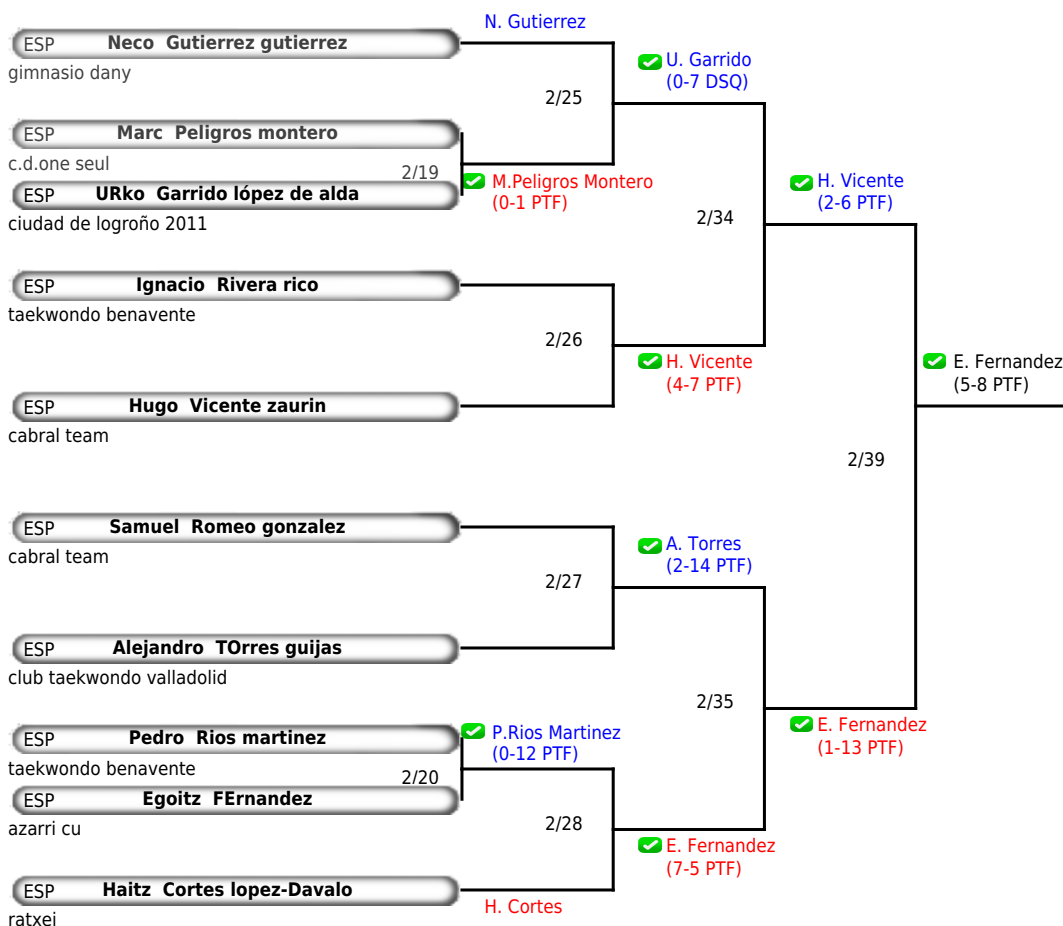 N. Gutierrez
ESP Neco Gutierrez gutierrez
gimnasio dany
U. Garrido
(0-7 DSQ)
2/25
ESP Marc Peligros montero
c.d.one seul
2/19
M.Peligros Montero
(0-1 PTF)
ESP URko Garrido lópez de alda
ciudad de logroño 2011
H. Vicente
(2-6 PTF)
2/34
ESP Ignacio Rivera rico
taekwondo benavente
2/26
H. Vicente
(4-7 PTF)
E. Fernandez
(5-8 PTF)
ESP Hugo Vicente zaurin
cabral team
2/39
ESP Samuel Romeo gonzalez
cabral team
A. Torres
(2-14 PTF)
2/27
ESP Alejandro TOrres guijas
club taekwondo valladolid
2/35
E. Fernandez
(1-13 PTF)
ESP Pedro Rios martinez
taekwondo benavente
P.Rios Martinez
(0-12 PTF)
2/20
ESP Egoitz FErnandez
azarri cu
2/28
E. Fernandez
(7-5 PTF)
ESP Haitz Cortes lopez-Davalo
ratxei
H. Cortes